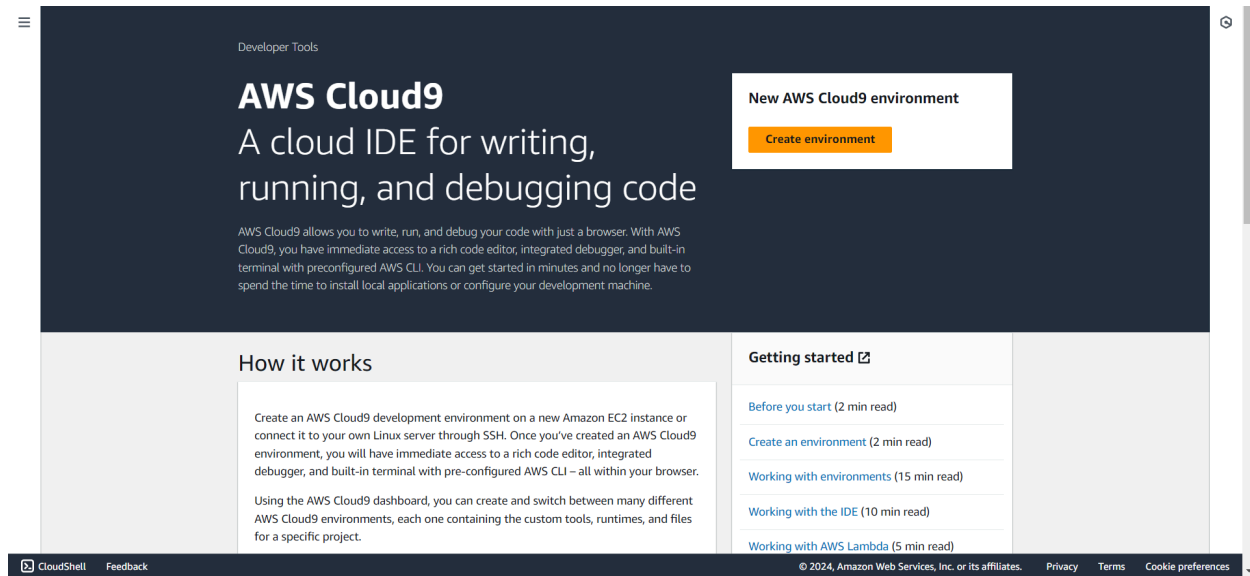 Developer Tools
AWS Cloud9
A cloud IDE for writing,
running, and debugging code
AWS Cloud9 allows you to write, run, and debug your code with just a browser. With AWS
Cloud9, you have immediate access to a rich code editor, integrated debugger, and built-in
terminal with preconfigured AWS CLI. You can get started in minutes and no longer have to
spend the time to install local applications or configure your development machine.
New AWS Cloud9 environment
Create environment
How it works
Create an AWS Cloud9 development environment on a new Amazon EC2 instance or
connect it to your own Linux server through SSH. Once you've created an AWS Cloud9
environment, you will have immediate access to a rich code editor, integrated
debugger, and built-in terminal with pre-configured AWS CLI – all within your browser.
Using the AWS Cloud9 dashboard, you can create and switch between many different
AWS Cloud9 environments, each one containing the custom tools, runtimes, and files
for a specific project.
Getting started
Before you start (2 min read)
Create an environment (2 min read)
Working with environments (15 min read)
Working with the IDE (10 min read)
Working with AWS Lambda (5 min read)
CloudShell Feedback © 2024, Amazon Web Services, Inc. or its affiliates. Privacy Terms Cookie preferences